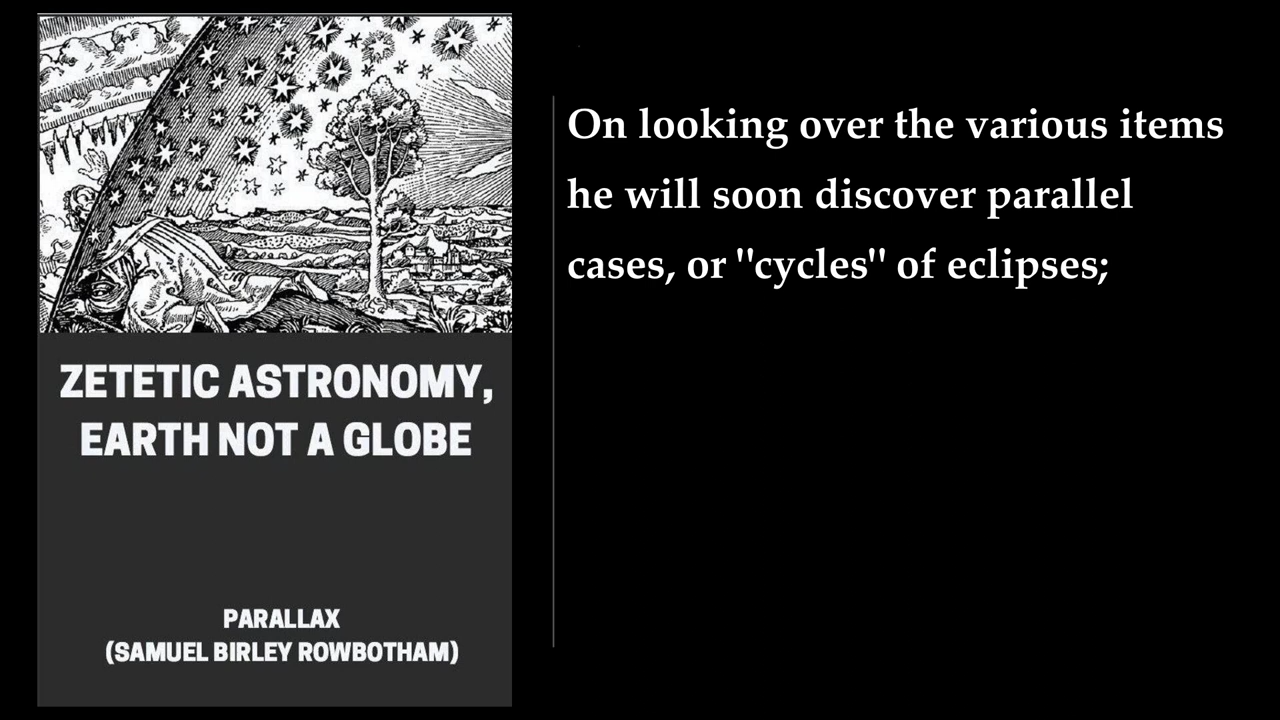 ZETETIC ASTRONOMY,
EARTH NOT A GLOBE
PARALLAX
(SAMUEL BIRLEY ROWBOTHAM)
On looking over the various items
he will soon discover parallel
cases, or "cycles" of eclipses;